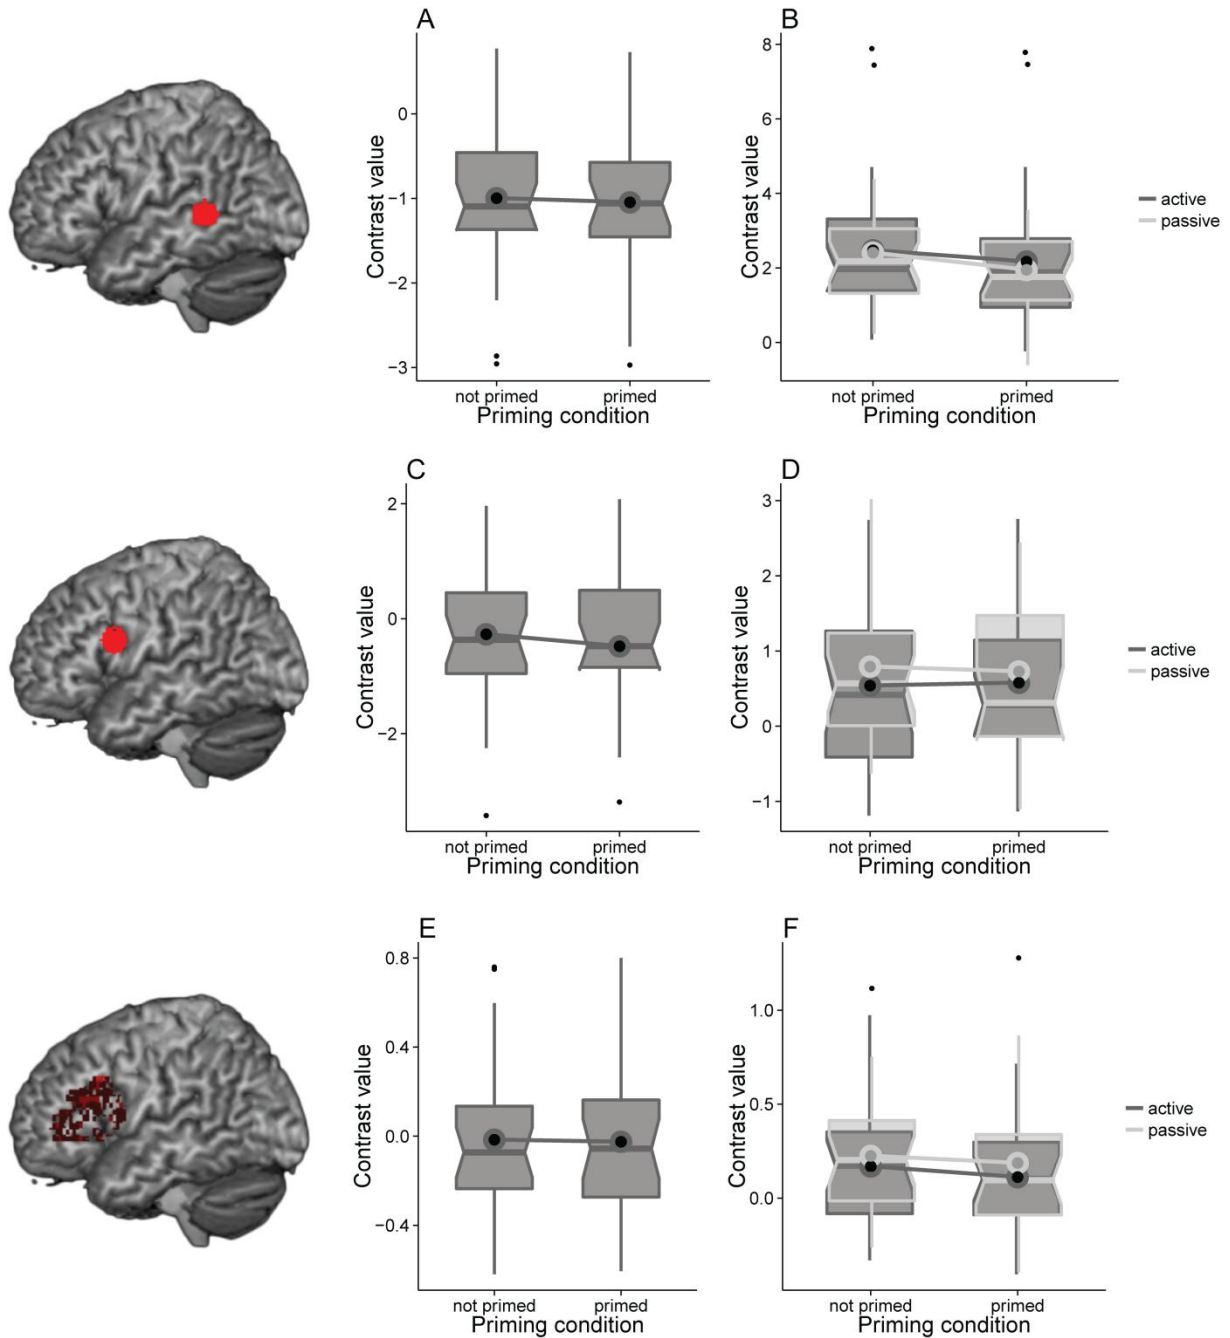 A
Contrast value
0
−1
−2
−3
not primed primed
Priming condition
B
Contrast value
8
6
4
2
0
not primed primed
Priming condition
active
passive
C
Contrast value
2
0
−2
not primed primed
Priming condition
D
Contrast value
3
2
1
0
−1
not primed primed
Priming condition
active
passive
E
Contrast value
0.8
0.4
0.0
−0.4
not primed primed
Priming condition
F
Contrast value
1.0
0.5
0.0
not primed primed
Priming condition
active
passive